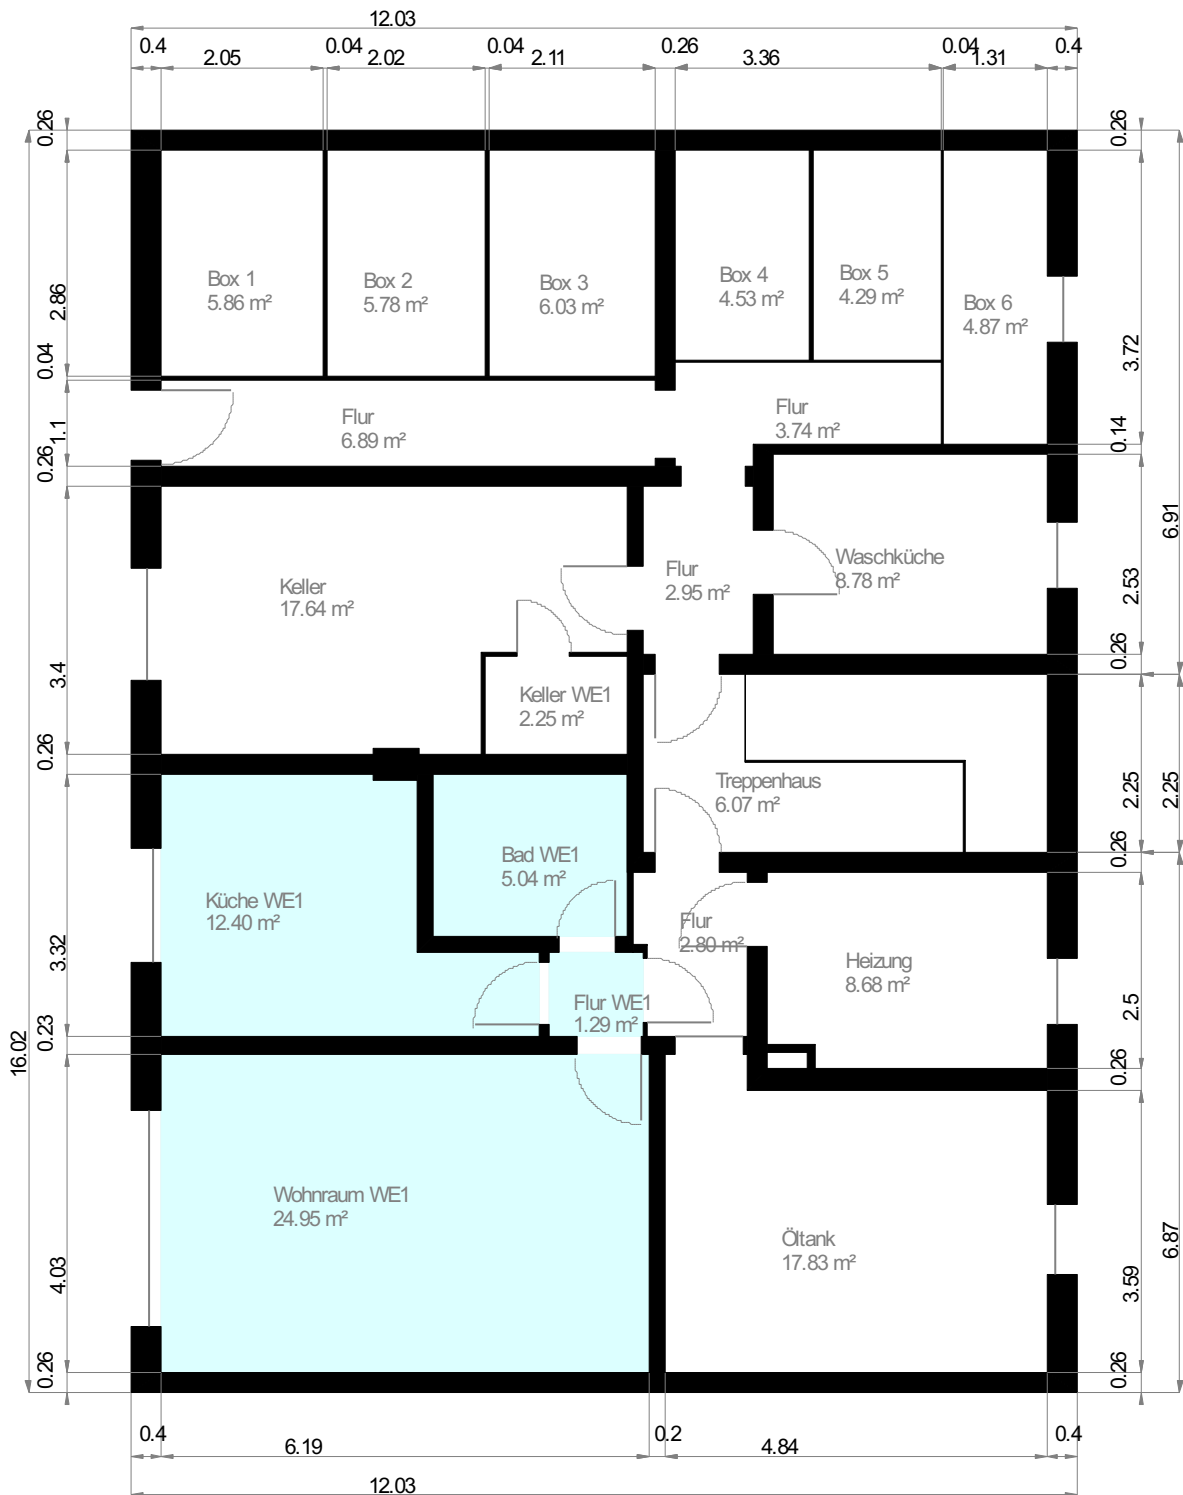 12.03
0.4
0.04
0.04
0.26
0.04
0.4
2.05
2.02
2.11
3.36
1.31
0.26
2.86
0.04
1.1
0.26
3.4
0.26
3.32
0.23
4.03
0.26
16.02
Box 1
5.86 m²
Box 2
5.78 m²
Box 3
6.03 m²
Box 4
4.53 m²
Box 5
4.29 m²
Box 6
4.87 m²
Flur
6.89 m²
Flur
3.74 m²
Keller
17.64 m²
Flur
2.95 m²
Waschküche
8.78 m²
Keller WE1
2.25 m²
Treppenhaus
6.07 m²
Bad WE1
5.04 m²
Küche WE1
12.40 m²
Flur
2.80 m²
Heizung
8.68 m²
Flur WE1
1.29 m²
Wohnraum WE1
24.95 m²
Öltank
17.83 m²
0.26
3.72
0.14
2.53
0.26
2.25
0.26
2.5
0.26
3.59
0.26
6.91
2.25
6.87
0.4
6.19
0.2
4.84
0.4
12.03